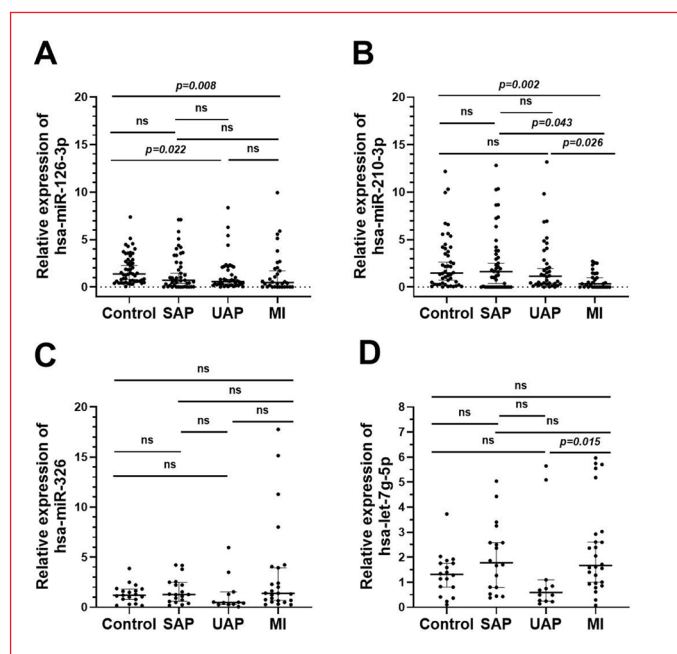 A
p=0.008
ns
ns
ns
p=0.022
ns
Relative expression of
hsa-miR-126-3p
20
15
10
5
0
Control SAP UAP MI
B
p=0.002
ns
ns
p=0.043
ns
p=0.026
Relative expression of
hsa-miR-210-3p
20
15
10
5
0
Control SAP UAP MI
C
ns
ns
ns
ns
ns
ns
Relative expression of
hsa-miR-326
20
15
10
5
0
Control SAP UAP MI
D
ns
ns
ns
ns
ns
p=0.015
Relative expression of
hsa-let-7g-5p
8
7
6
5
4
3
2
1
0
Control SAP UAP MI